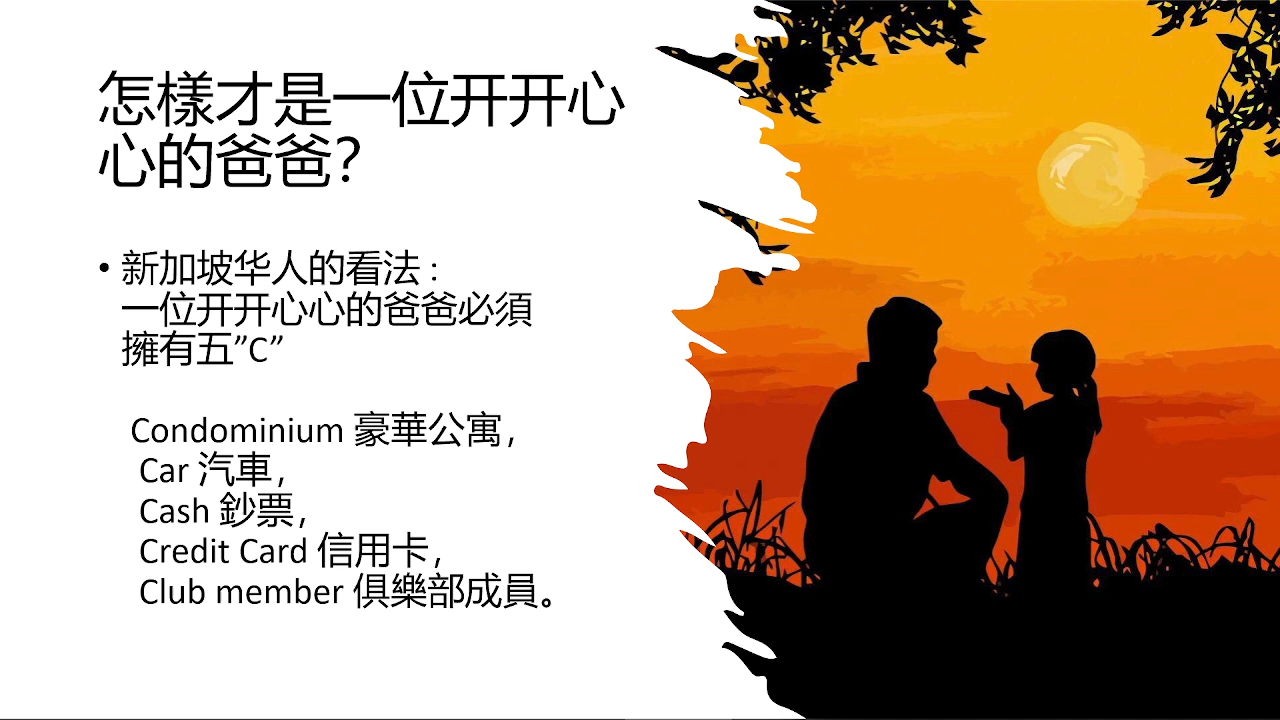 怎樣才是一位开开心
心的爸爸？
• 新加坡华人的看法 :
一位开开心心的爸爸必須
擁有五”C”
Condominium 豪華公寓，
Car 汽車，
Cash 鈔票，
Credit Card 信用卡，
Club member 俱樂部成員。